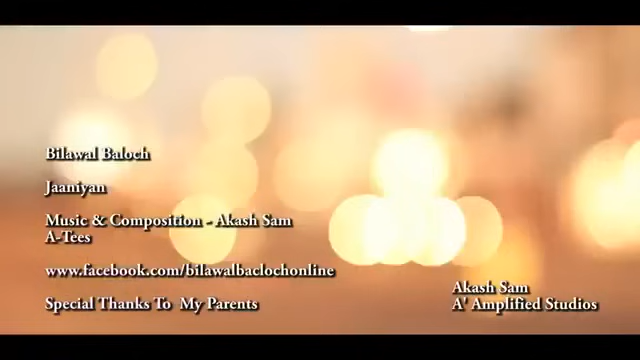 Bilawal Baloch
Jaaniyan
Music & Composition - Akash Sam
A-Tees
www.facebook.com/bilawalbaclochonline
Special Thanks To My Parents
Akash Sam
A' Amplified Studios